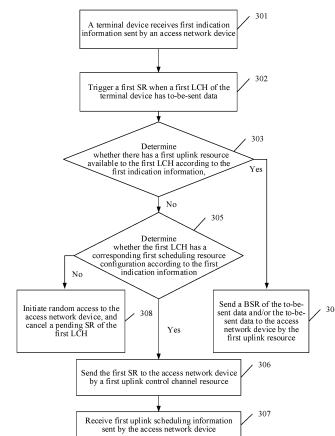 A terminal device receives first indication
information sent by an access network device
301
Trigger a first SR when a first LCH of the
terminal device has to-be-sent data
302
Determine
whether there has a first uplink resource
available to the first LCH according to the
first indication information,
303
Yes
No
305
Determine
whether the first LCH has a
corresponding first scheduling resource
configuration according to the first
indication information
No
Yes
Initiate random access to the
access network device, and
cancel a pending SR of the
first LCH
308
Send a BSR of the to-be-
sent data and/or the to-be-
sent data to the access
network device by the
first uplink resource
30
Send the first SR to the access network device
by a first uplink control channel resource
306
Receive first uplink scheduling information
sent by the access network device
307